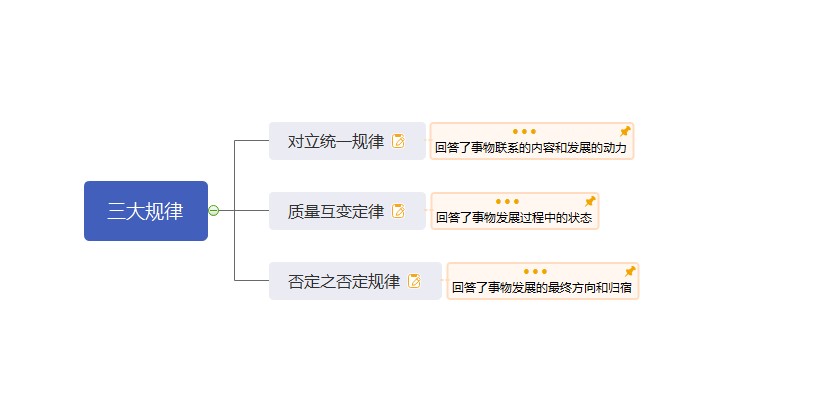 三大规律
对立统一规律
回答了事物联系的内容和发展的动力
质量互变定律
回答了事物发展过程中的状态
否定之否定规律
回答了事物发展的最终方向和归宿